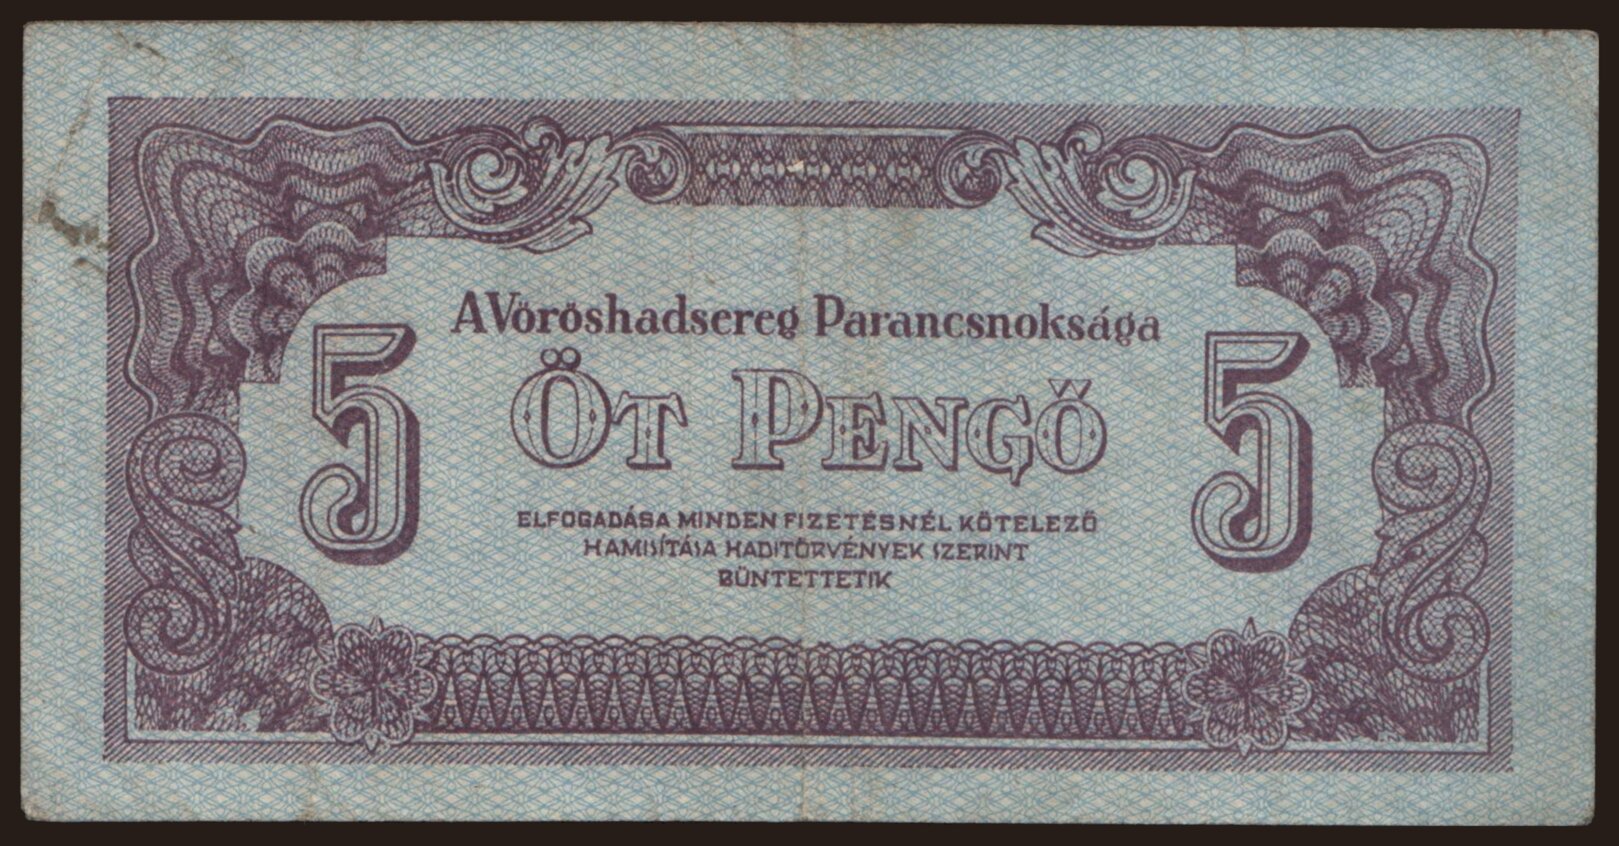 A Vöröshadsereg Parancsnoksága
5 Öt Pengő 5
ELFOGADÁSA MINDEN FIZETÉSNÉL KÖTELEZŐ
HAMISÍTÁSA HADITÖRVÉNYEK SZERINT
BÜNTETTETIK